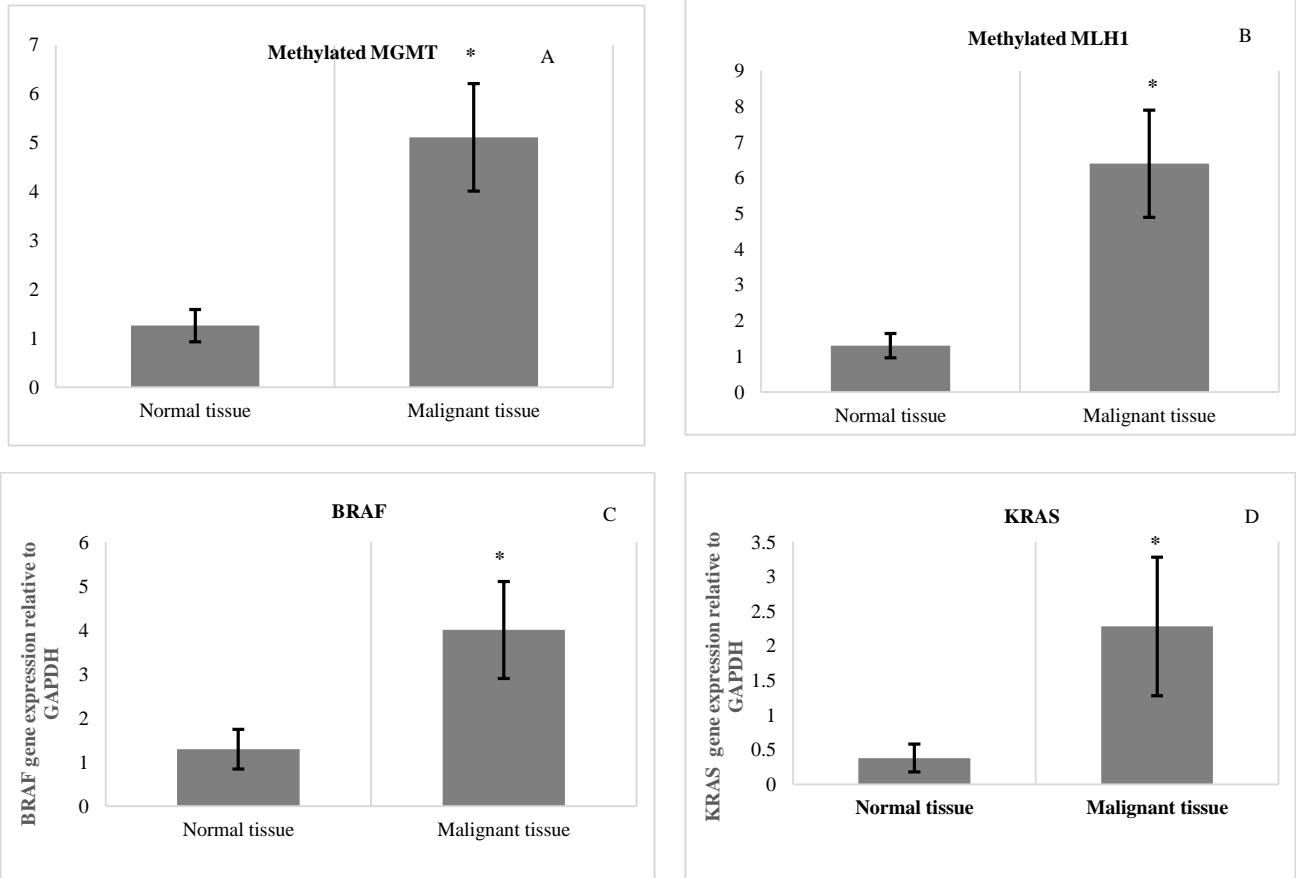 Methylated MGMT
*
A
7
6
5
4
3
2
1
0
Normal tissue
Malignant tissue
Methylated MLH1
B
*
9
8
7
6
5
4
3
2
1
0
Normal tissue
Malignant tissue
BRAF
C
*
BRAF gene expression relative to
GAPDH
6
5
4
3
2
1
0
Normal tissue
Malignant tissue
KRAS
D
*
KRAS gene expression relative to
GAPDH
3.5
3
2.5
2
1.5
1
0.5
0
Normal tissue
Malignant tissue